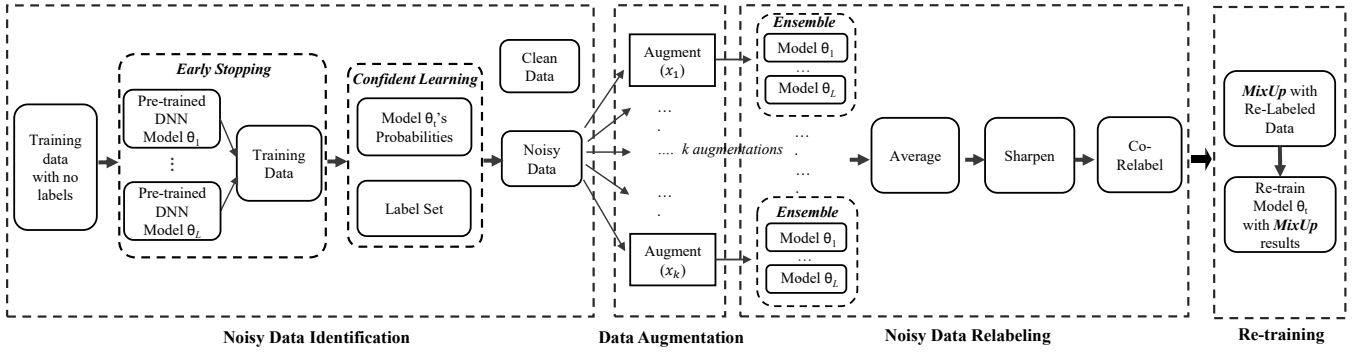 Training
data
with no
labels
Early Stopping
Pre-trained
DNN
Model θ₁
⋮
Pre-trained
DNN
Model θ_L
Training
Data
Confident Learning
Model θₜ's
Probabilities
Label Set
Clean
Data
Noisy
Data
Noisy Data Identification
Augment
(x₁)
...
.
.... k augmentations
...
.
Augment
(xₖ)
Data Augmentation
Ensemble
Model θ₁
...
Model θ_L
...
.
.
...
.
Ensemble
Model θ₁
...
Model θ_L
Average
Sharpen
Co-
Relabel
Noisy Data Relabeling
MixUp with
Re-Labeled
Data
Re-train
Model θₜ
with MixUp
results
Re-training